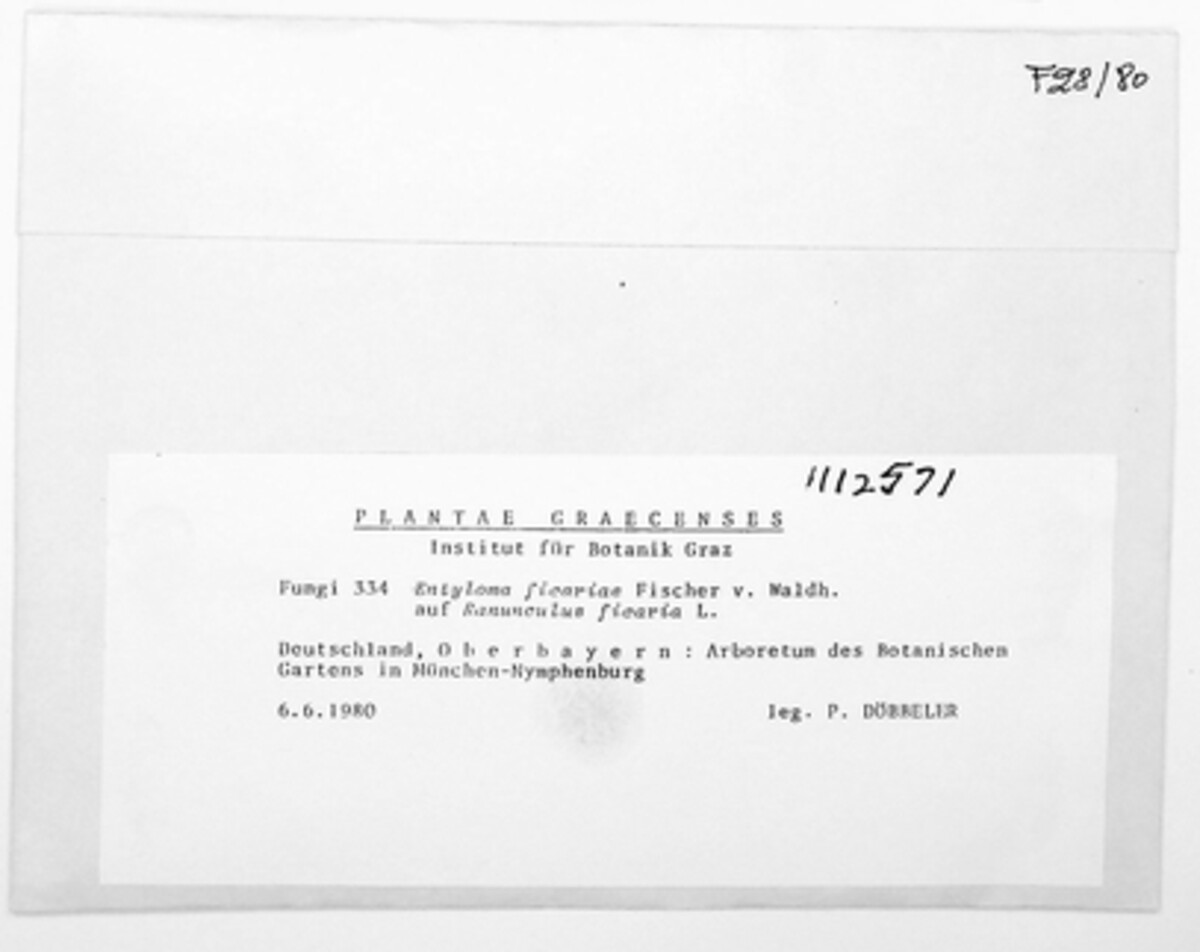 F28/80
1112571
PLANTAE GRAECENSES
Institut für Botanik Graz
Fungi 334 Entyloma ficariae Fischer v. Waldh.
auf Ranunculus ficaria L.
Deutschland, Oberbayern: Arboretum des Botanischen
Gartens in München-Nymphenburg
6.6.1980 leg. P. DÖBBELER